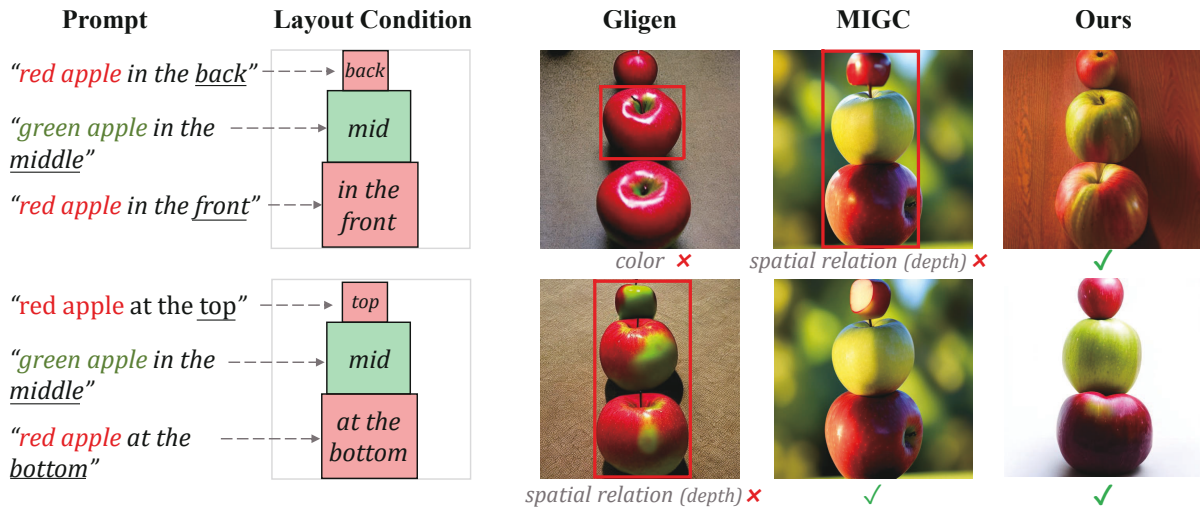 Prompt Layout Condition Gligen MIGC Ours
“red apple in the back”
back
“green apple in the
middle”
mid
“red apple in the front”
in the
front
color ✗ spatial relation (depth) ✗ ✓
“red apple at the top”
top
“green apple in the
middle”
mid
“red apple at the
bottom”
at the
bottom
spatial relation (depth) ✗ ✓ ✓